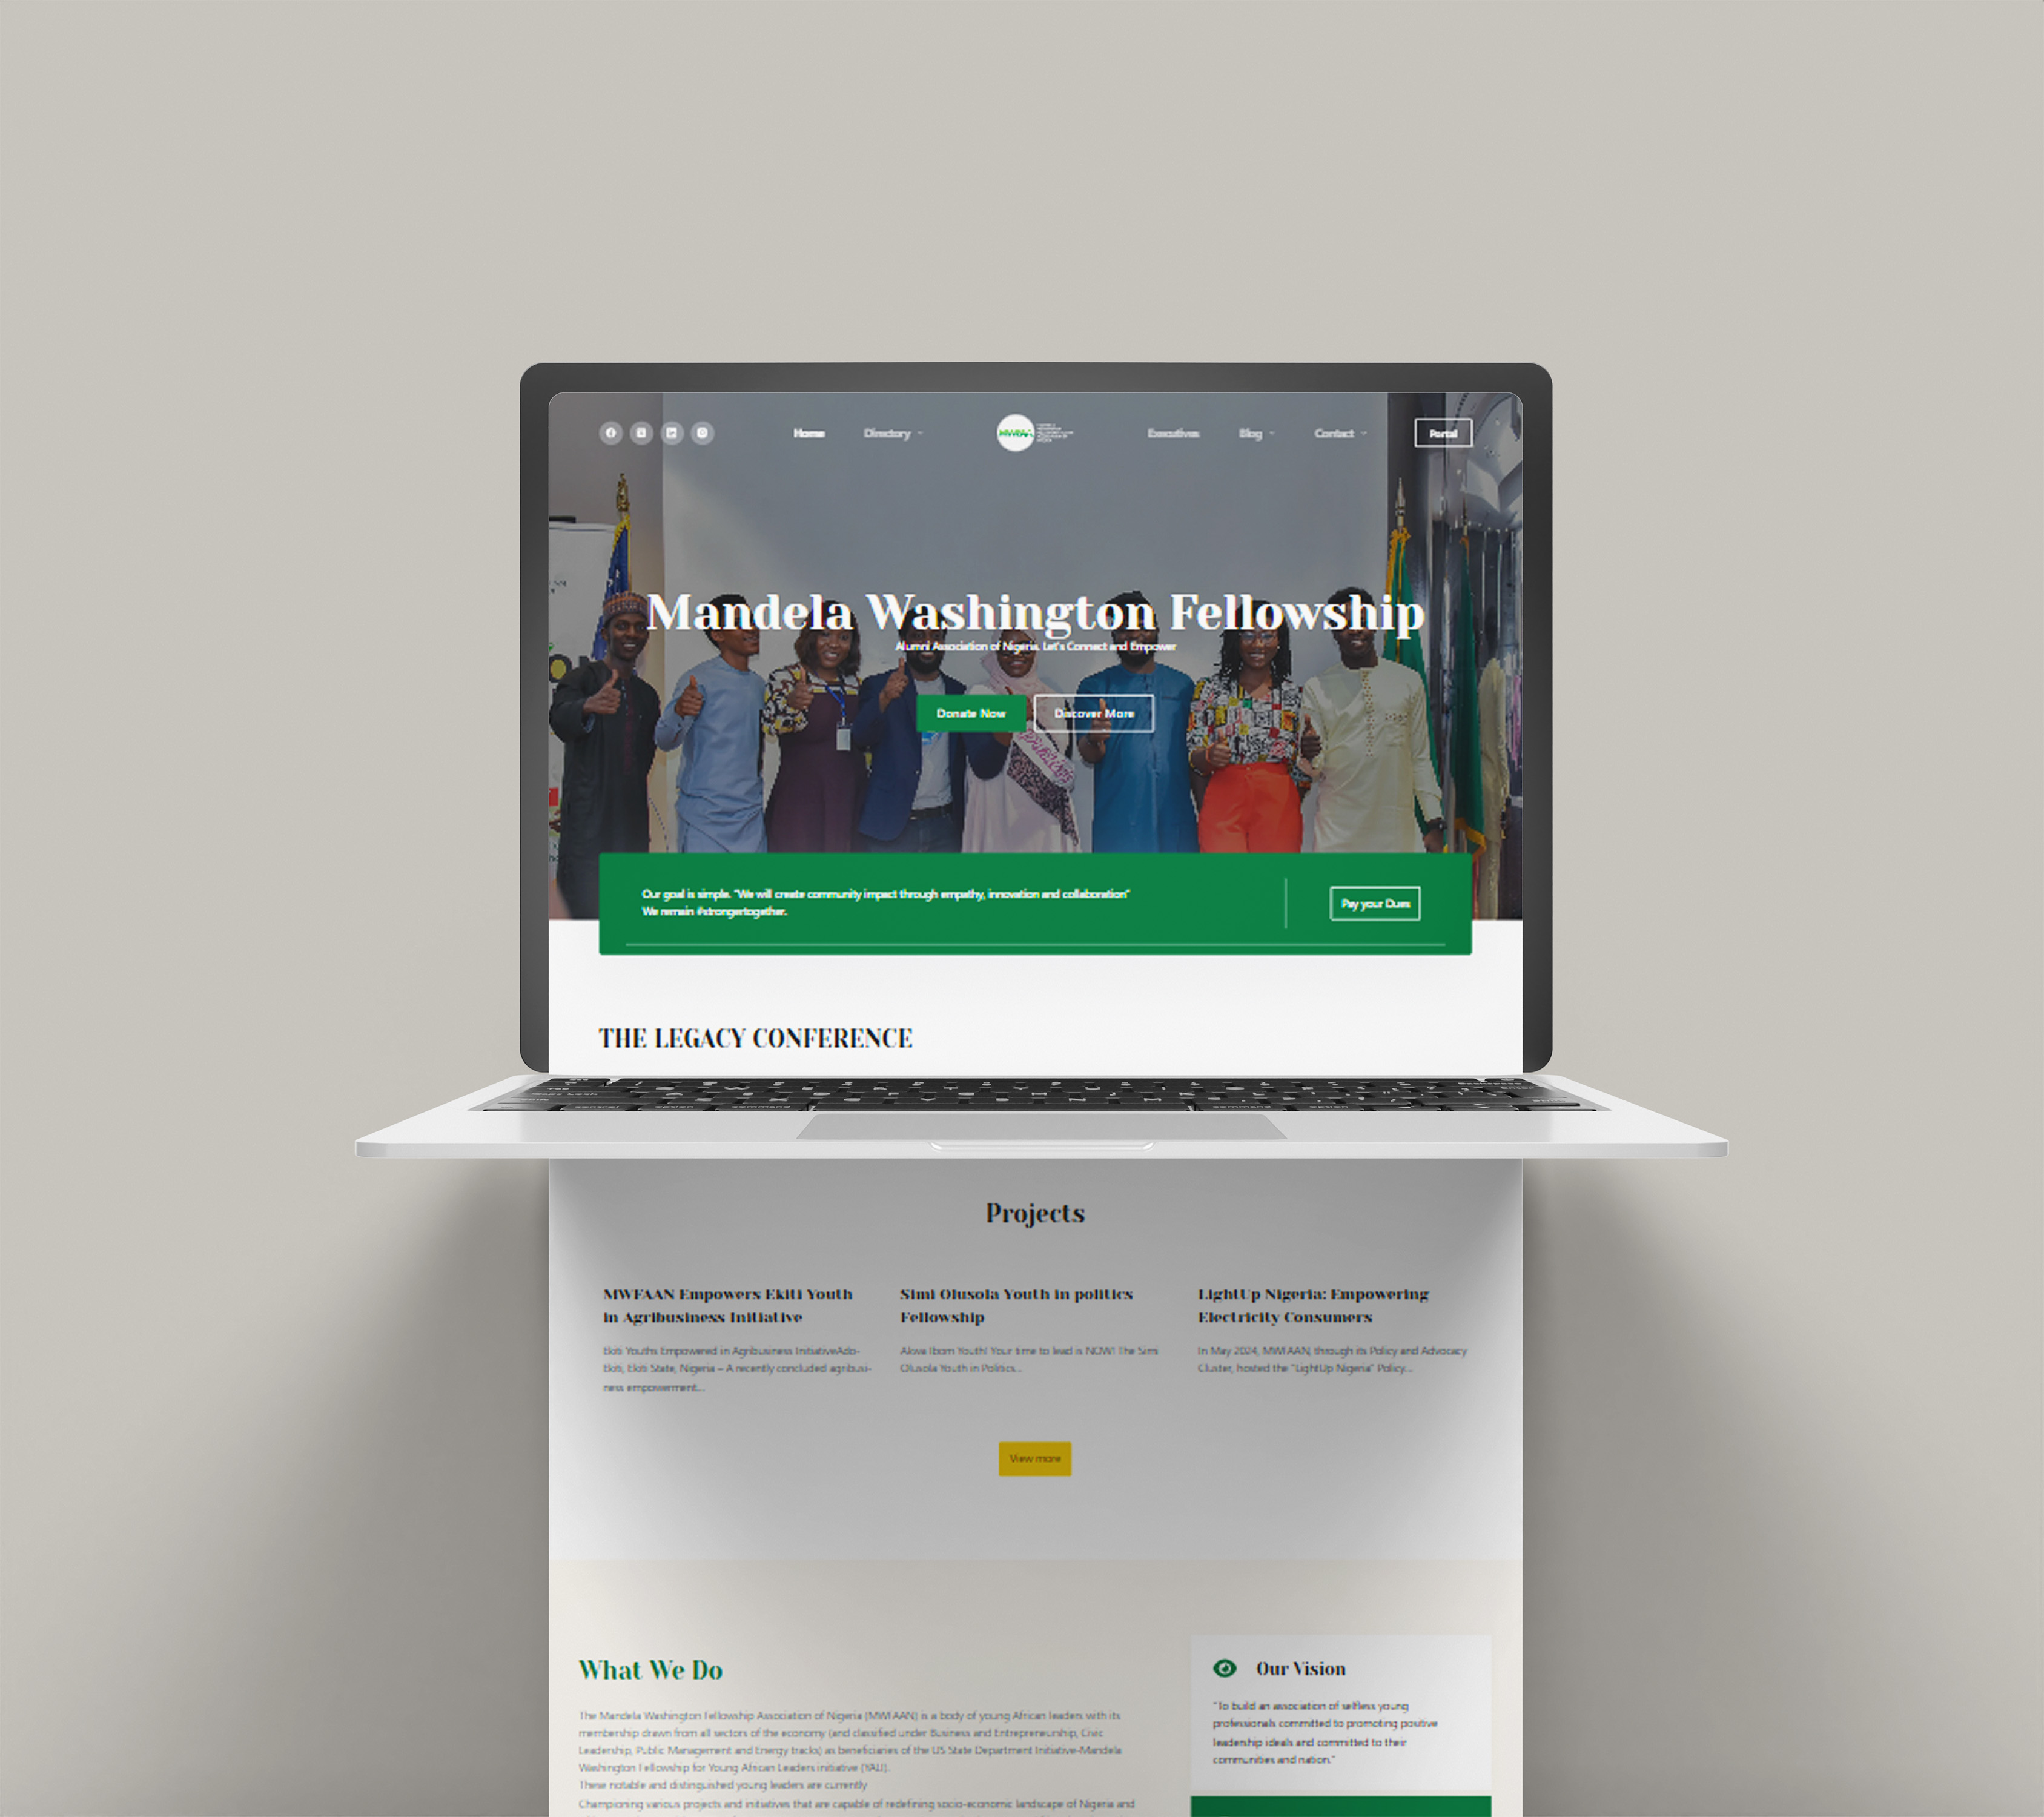 Home
Directory
Executives
Blog
Contact
Portal
Mandela Washington Fellowship
Alumni Association of Nigeria. Let's Connect and Empower
Donate Now
Discover More
Our goal is simple. "We will create community impact through empathy, innovation and collaboration"
We remain #strongertogether.
Pay your Dues
THE LEGACY CONFERENCE
Projects
MWFAAN Empowers Ekiti Youth
in Agribusiness Initiative
Ekiti Youths Empowered in Agribusiness InitiativeAdo-
Ekiti, Ekiti State, Nigeria – A recently concluded agribusi-
ness empowerment...
Simi Olusola Youth in politics
Fellowship
Akwa Ibom Youth! Your time to lead is NOW! The Simi
Olusola Youth in Politics...
LightUp Nigeria: Empowering
Electricity Consumers
In May 2024, MWFAAN, through its Policy and Advocacy
Cluster, hosted the "LightUp Nigeria" Policy...
View more
What We Do
The Mandela Washington Fellowship Association of Nigeria (MWFAAN) is a body of young African leaders with its
membership drawn from all sectors of the economy (and classified under Business and Entrepreneurship, Civic
Leadership, Public Management and Energy tracks) as beneficiaries of the US State Department Initiative-Mandela
Washington Fellowship for Young African Leaders initiative (YALI).
These notable and distinguished young leaders are currently
Championing various projects and initiatives that are capable of redefining socio-economic landscape of Nigeria and
Our Vision
"To build an association of selfless young
professionals committed to promoting positive
leadership ideals and committed to their
communities and nation."